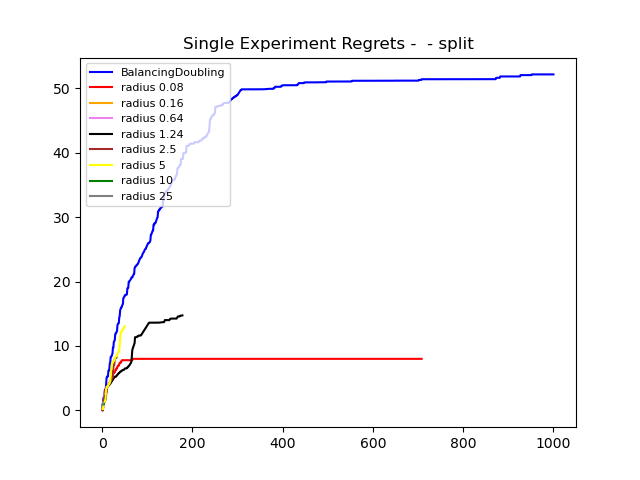 Single Experiment Regrets -  - split
BalancingDoubling
radius 0.08
radius 0.16
radius 0.64
radius 1.24
radius 2.5
radius 5
radius 10
radius 25
50
40
30
20
10
0
0 200 400 600 800 1000